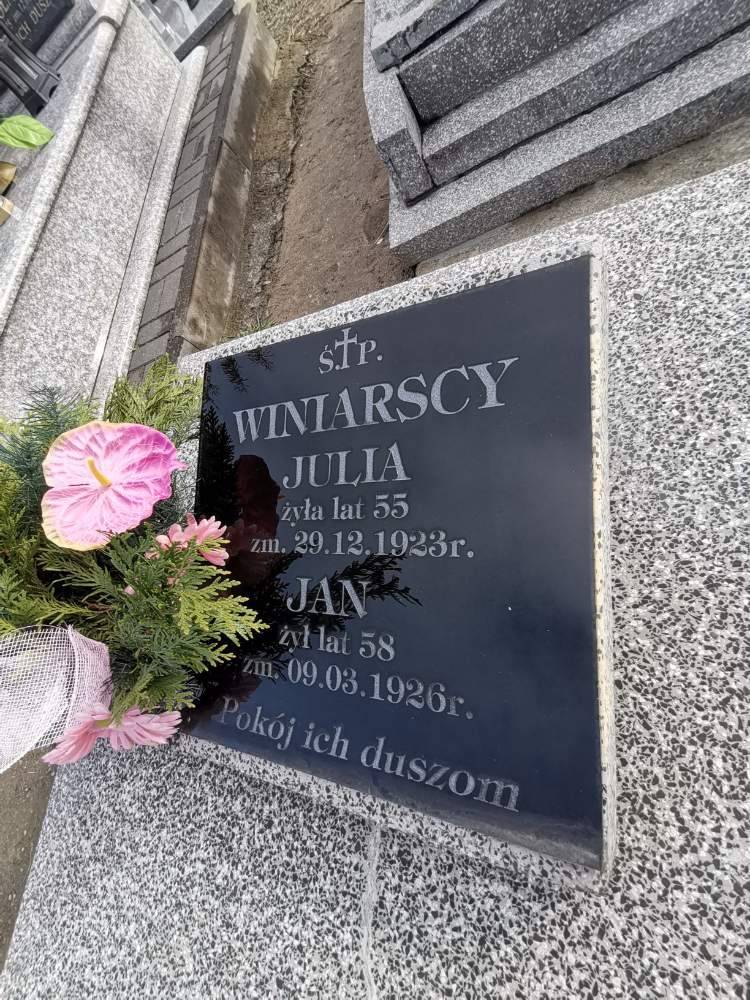 Ś.†P.
WINIARSCY
JULIA
żyła lat 55
zm. 29.12.1923r.
JAN
żył lat 58
zm. 09.03.1926r.
Pokój ich duszom